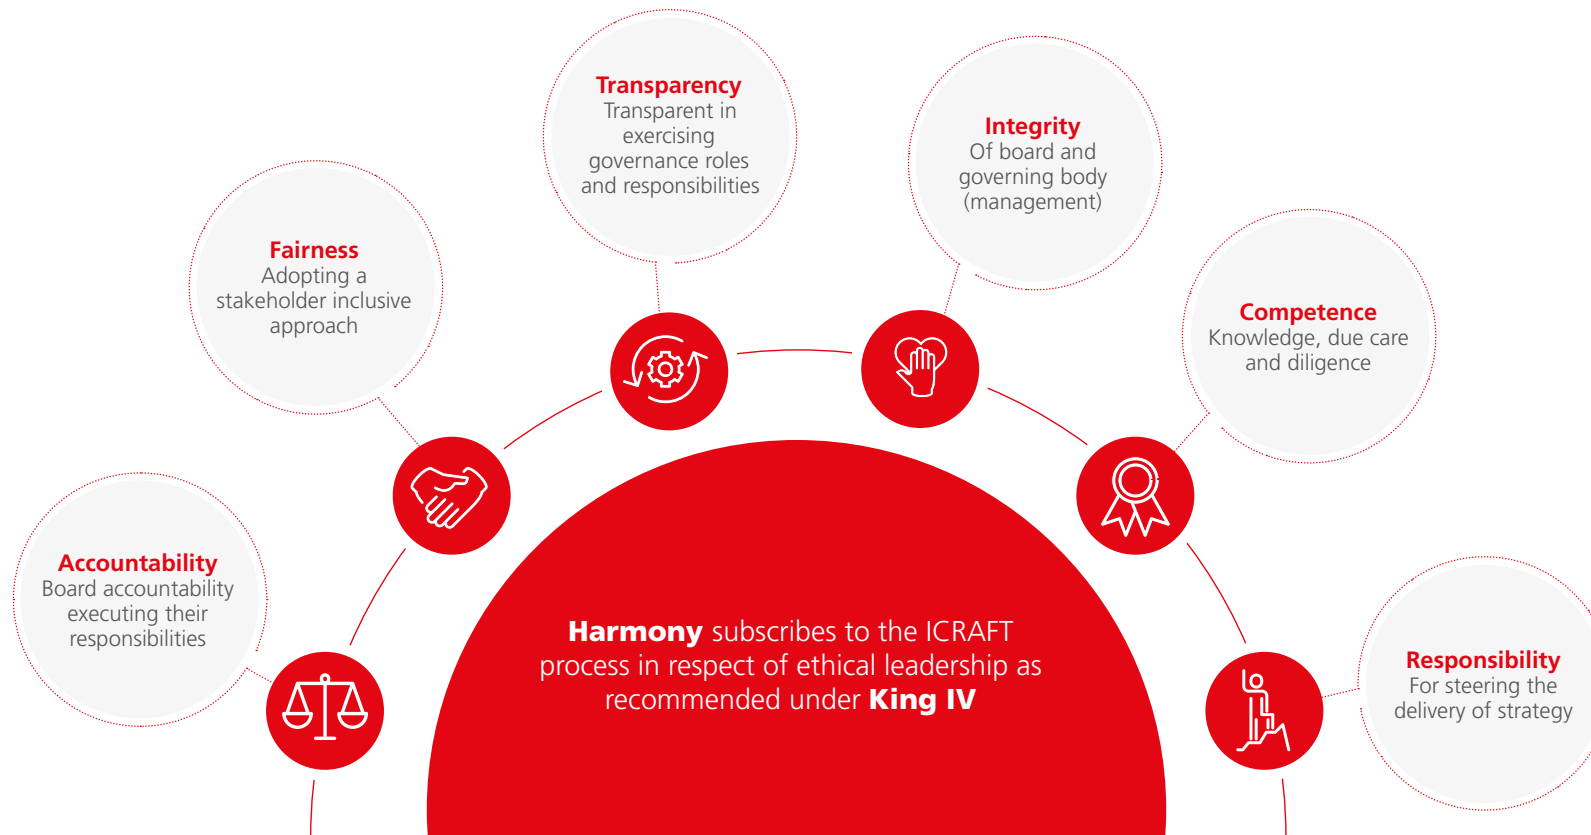 Transparency
Transparent in
exercising
governance roles
and responsibilities
Integrity
Of board and
governing body
(management)
Fairness
Adopting a
stakeholder inclusive
approach
Competence
Knowledge, due care
and diligence
Accountability
Board accountability
executing their
responsibilities
Harmony subscribes to the ICRAFT
process in respect of ethical leadership as
recommended under King IV
Responsibility
For steering the
delivery of strategy